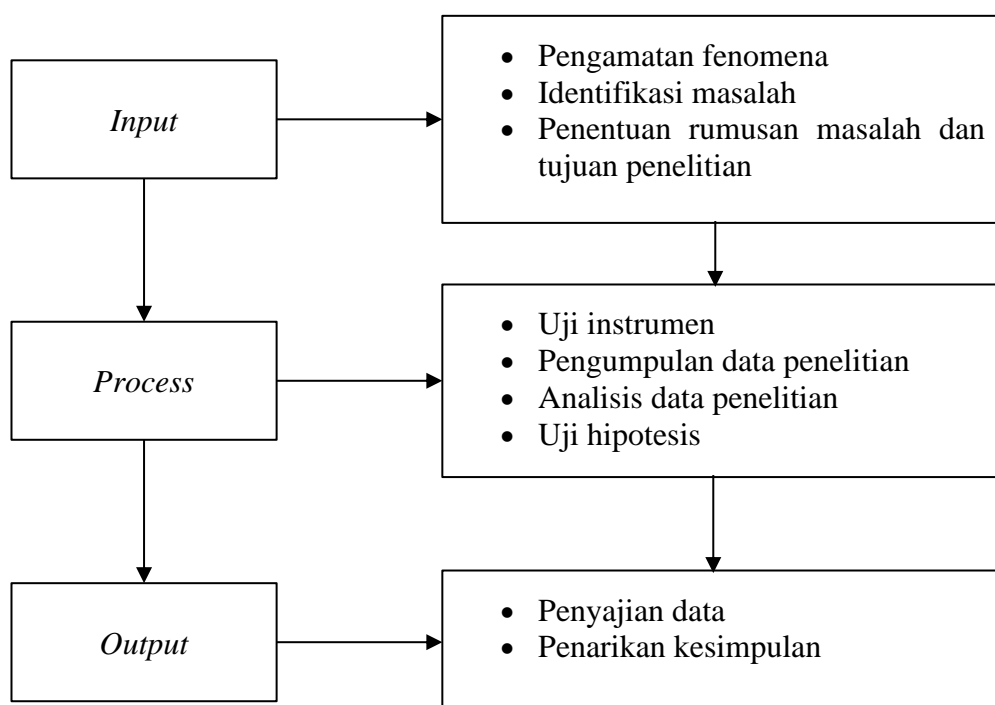 Input
• Pengamatan fenomena
• Identifikasi masalah
• Penentuan rumusan masalah dan
tujuan penelitian
Process
• Uji instrumen
• Pengumpulan data penelitian
• Analisis data penelitian
• Uji hipotesis
Output
• Penyajian data
• Penarikan kesimpulan